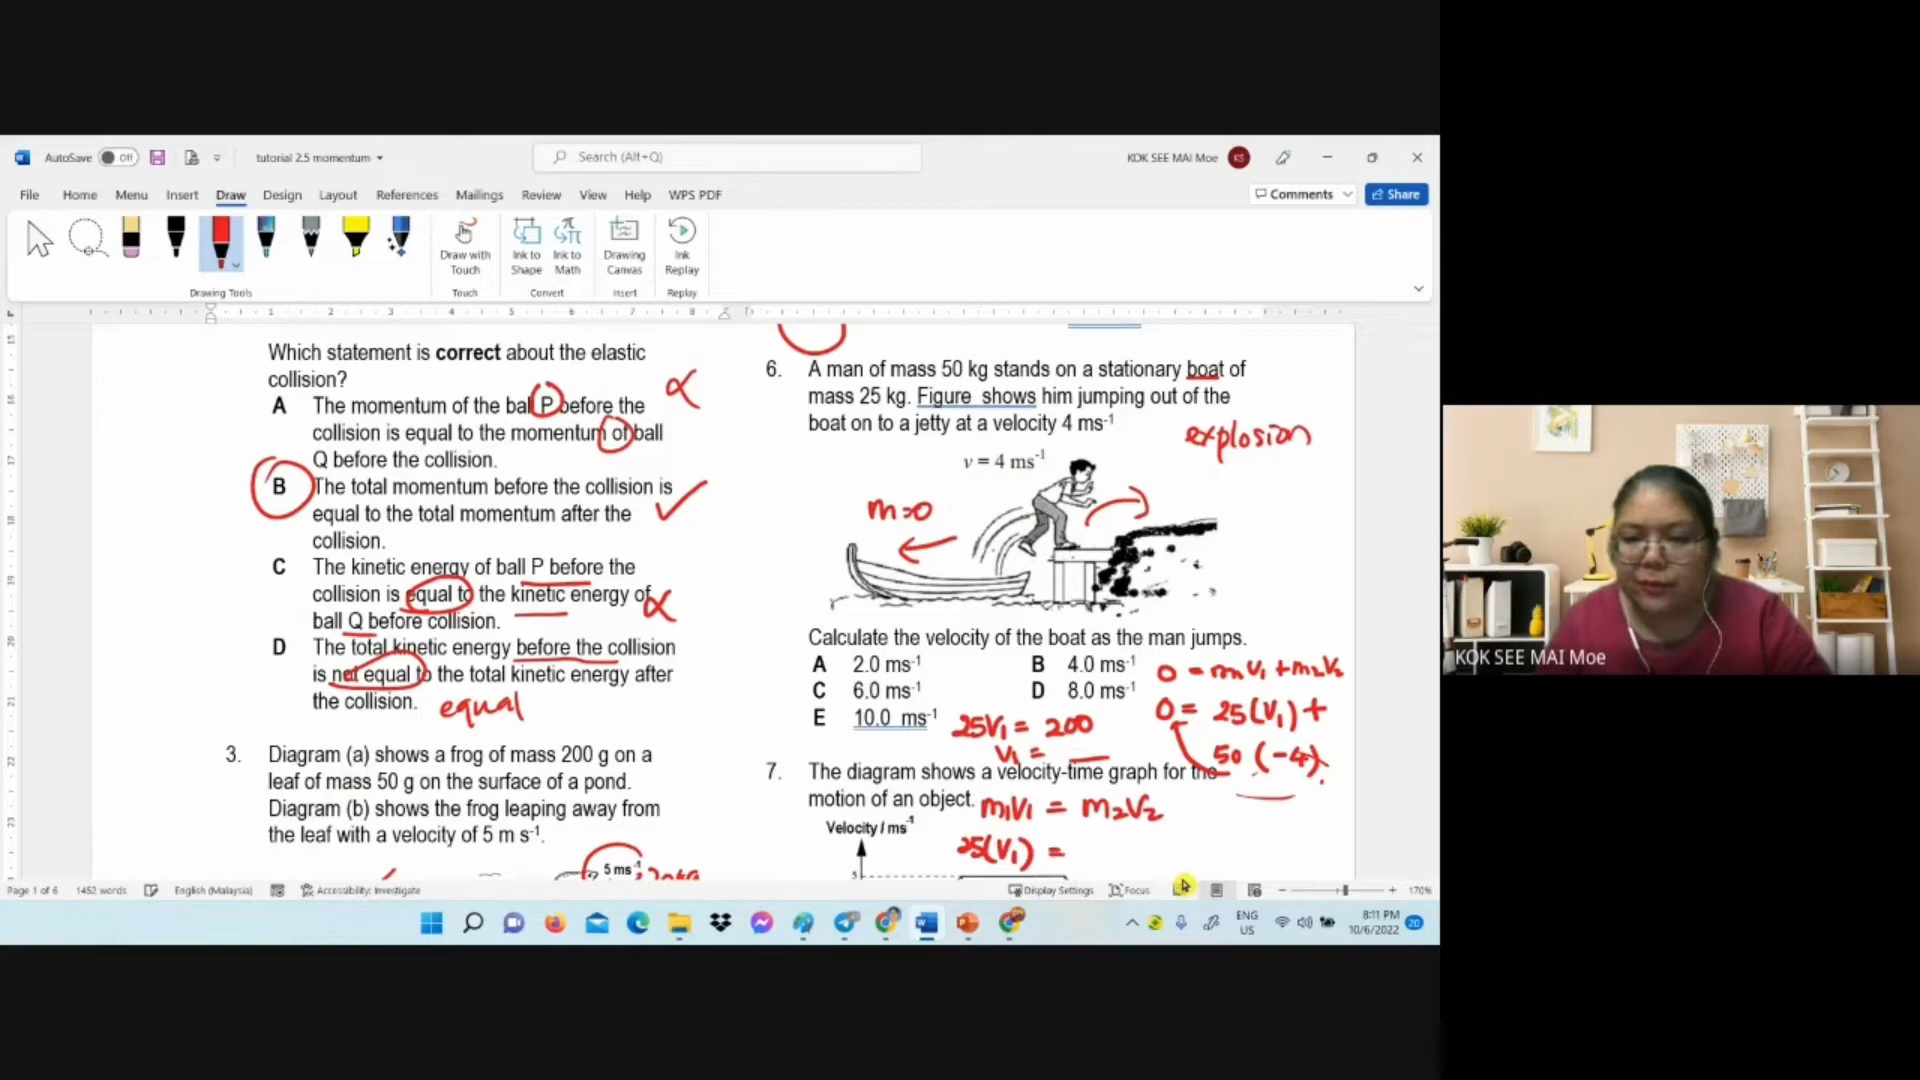 AutoSave Off
tutorial 2.5 momentum
Search (Alt+Q)
KOK SEE MAI Moe KS
File Home Menu Insert Draw Design Layout References Mailings Review View Help WPS PDF
Comments Share
Draw with Touch
Ink to Shape
Ink to Math
Drawing Canvas
Ink Replay
Drawing Tools Touch Convert Insert Replay
1 2 3 4 5 6 7 8
Which statement is correct about the elastic
collision?
A The momentum of the ball P before the
collision is equal to the momentum of ball
Q before the collision.
B The total momentum before the collision is
equal to the total momentum after the
collision.
C The kinetic energy of ball P before the
collision is equal to the kinetic energy of
ball Q before collision.
D The total kinetic energy before the collision
is not equal to the total kinetic energy after
the collision.
equal
3. Diagram (a) shows a frog of mass 200 g on a
leaf of mass 50 g on the surface of a pond.
Diagram (b) shows the frog leaping away from
the leaf with a velocity of 5 m s-1.
5 ms-1
6. A man of mass 50 kg stands on a stationary boat of
mass 25 kg. Figure shows him jumping out of the
boat on to a jetty at a velocity 4 ms-1
explosion
v = 4 ms-1
m=0
Calculate the velocity of the boat as the man jumps.
A 2.0 ms-1 B 4.0 ms-1
C 6.0 ms-1 D 8.0 ms-1
E 10.0 ms-1
0 = m1V1 + m2V2
0 = 25(V1) +
50 (-4)
25V1 = 200
V1 =
7. The diagram shows a velocity-time graph for the
motion of an object.
m1V1 = m2V2
Velocity / ms-1
25(V1) =
5
Page 1 of 6 1452 words English (Malaysia) Accessibility: Investigate
Display Settings Focus 170%
ENG
US
8:11 PM
10/6/2022
20
KOK SEE MAI Moe